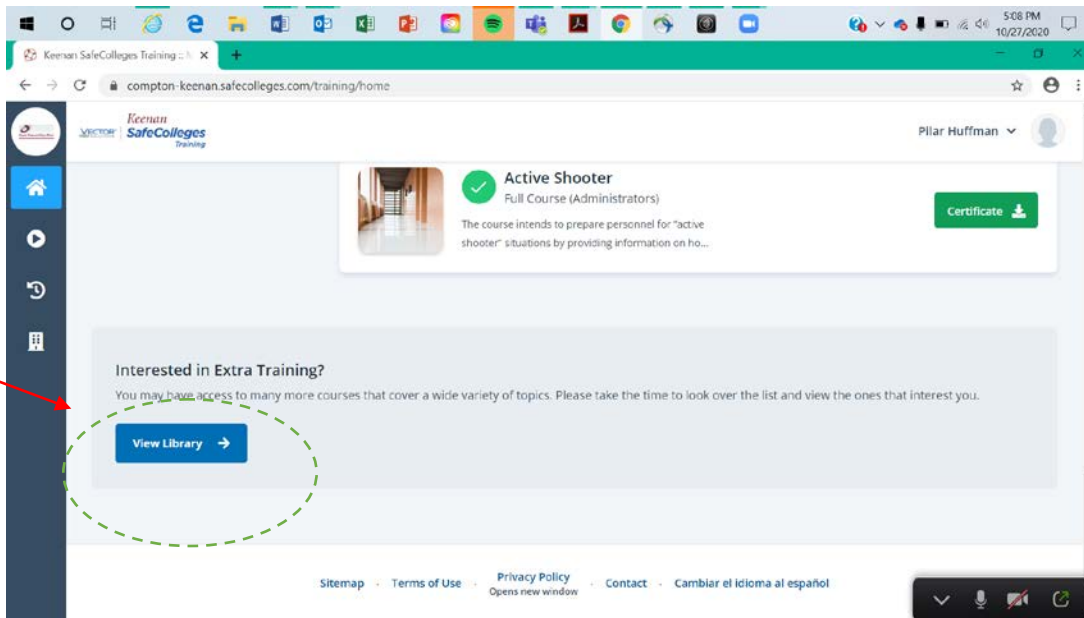 5:08 PM
10/27/2020
Keenan SafeColleges Training ::
compton-keenan.safecolleges.com/training/home
VECTOR
Keenan
SafeColleges
Training
Pilar Huffman
Active Shooter
Full Course (Administrators)
The course intends to prepare personnel for "active
shooter" situations by providing information on ho...
Certificate
Interested in Extra Training?
You may have access to many more courses that cover a wide variety of topics. Please take the time to look over the list and view the ones that interest you.
View Library
Sitemap · Terms of Use · Privacy Policy · Contact · Cambiar el idioma al español
Opens new window